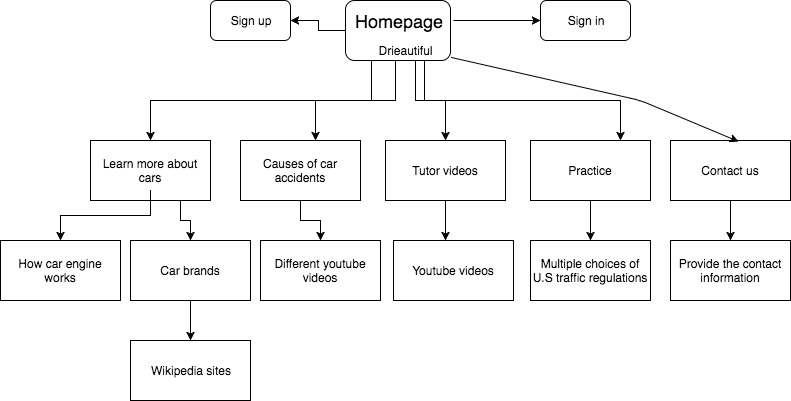 Sign up
Homepage
Sign in
Drieautiful
Learn more about
cars
Causes of car
accidents
Tutor videos
Practice
Contact us
How car engine
works
Car brands
Different youtube
videos
Youtube videos
Multiple choices of
U.S traffic regulations
Provide the contact
information
Wikipedia sites